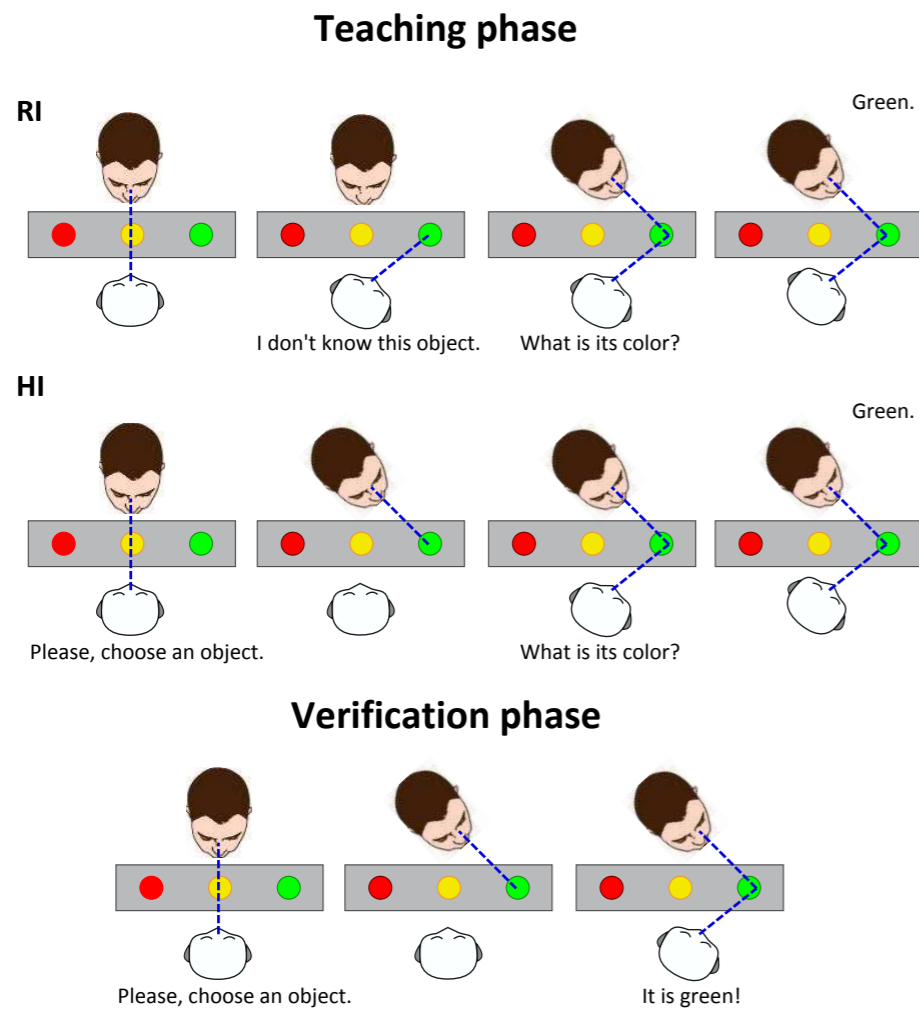 Teaching phase
RI
Green.
I don't know this object.
What is its color?
HI
Green.
Please, choose an object.
What is its color?
Verification phase
Please, choose an object.
It is green!